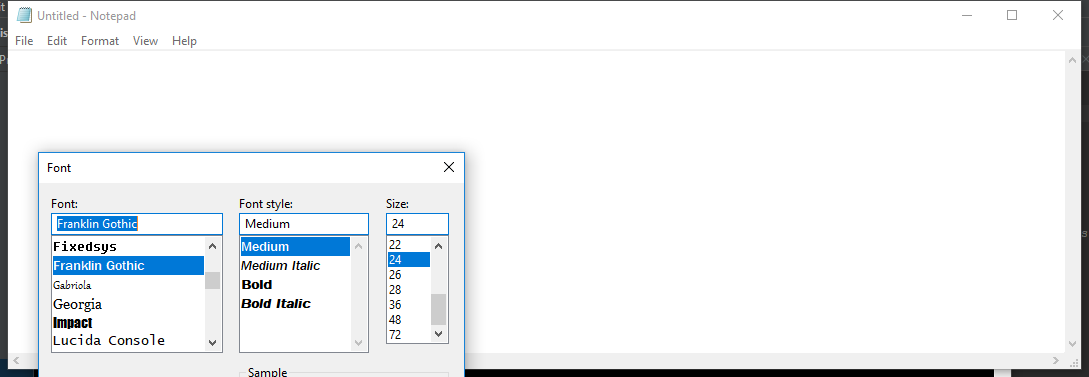 Untitled - Notepad
File Edit Format View Help
Font
Font: Font style: Size:
Franklin Gothic Medium 24
Fixedsys Medium 22
Franklin Gothic Medium Italic 24
Gabriola Bold 26
Georgia Bold Italic 28
Impact 36
Lucida Console 48
72
Sample